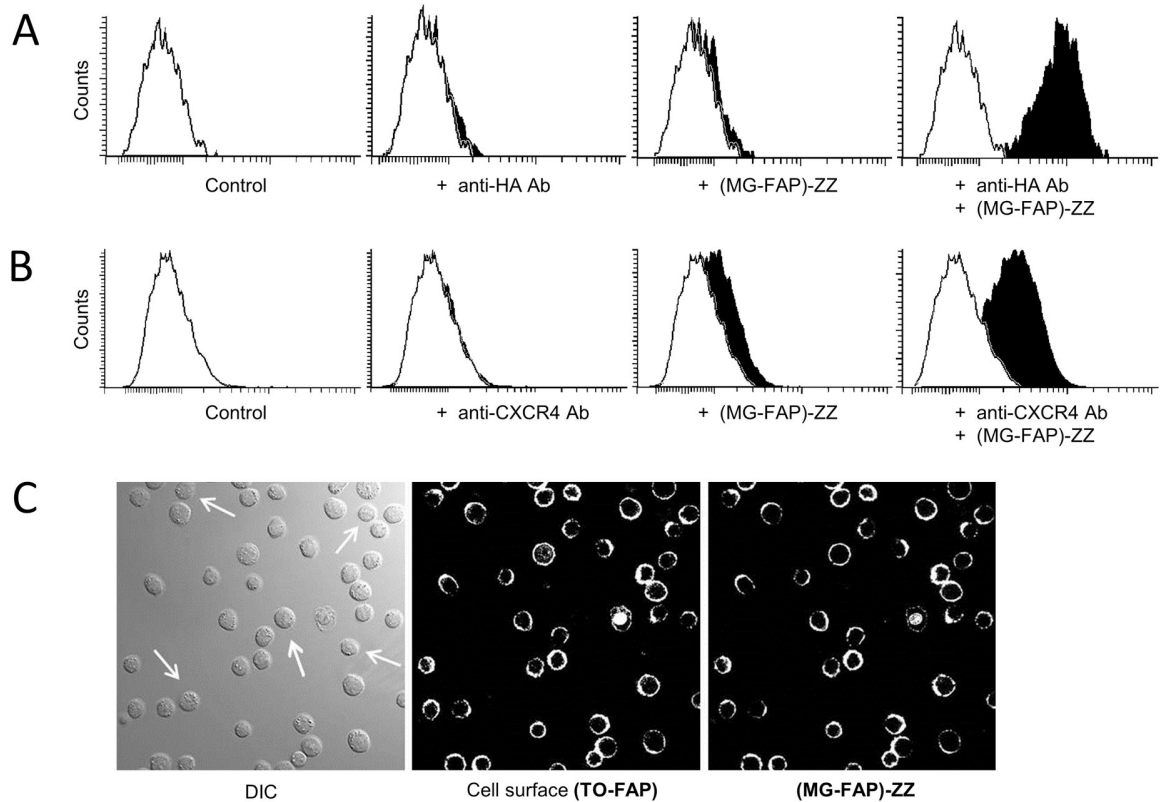 A
Counts
Control
+ anti-HA Ab
+ (MG-FAP)-ZZ
+ anti-HA Ab
+ (MG-FAP)-ZZ
B
Counts
Control
+ anti-CXCR4 Ab
+ (MG-FAP)-ZZ
+ anti-CXCR4 Ab
+ (MG-FAP)-ZZ
C
DIC
Cell surface (TO-FAP)
(MG-FAP)-ZZ